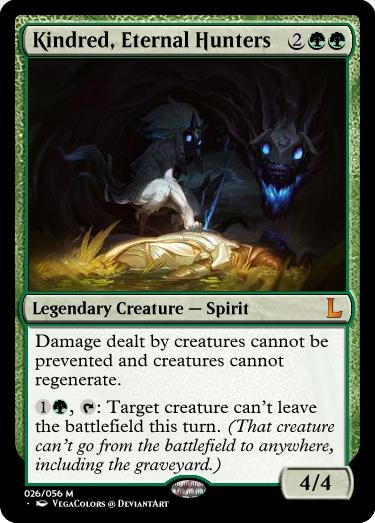 Kindred, Eternal Hunters 2
Legendary Creature — Spirit L
Damage dealt by creatures cannot be
prevented and creatures cannot
regenerate.
1 , : Target creature can't leave
the battlefield this turn. (That creature
can't go from the battlefield to anywhere,
including the graveyard.)
4/4
026/056 M
· VegaColors @ DeviantArt